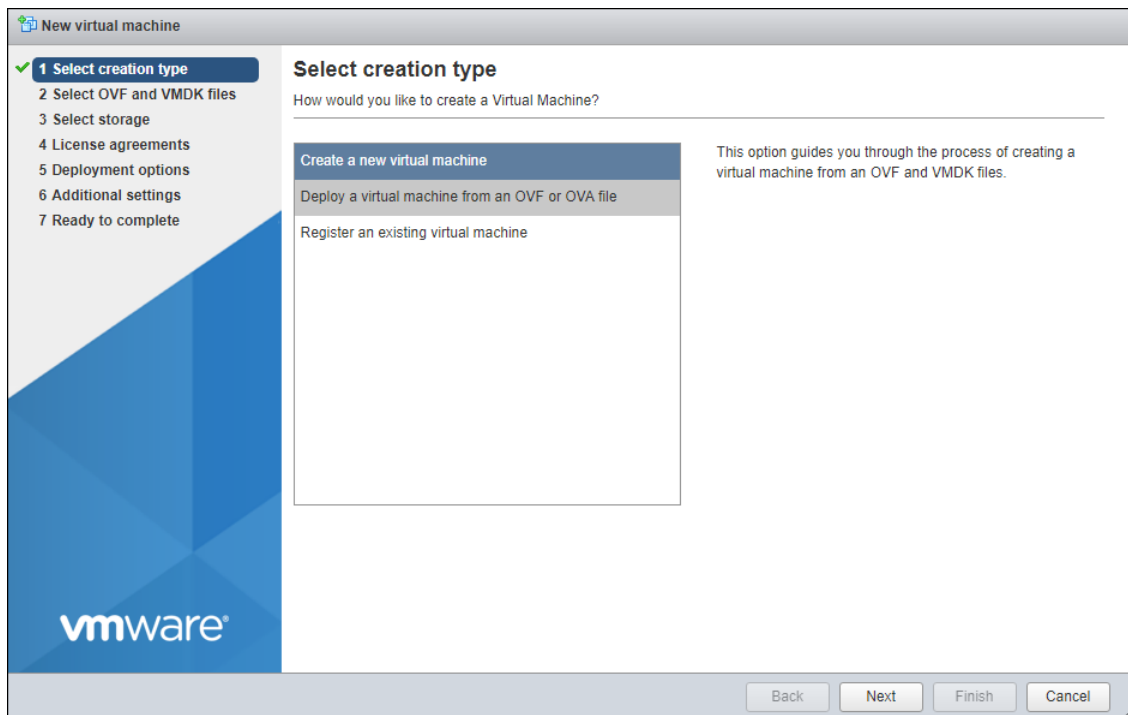 New virtual machine
1 Select creation type
2 Select OVF and VMDK files
3 Select storage
4 License agreements
5 Deployment options
6 Additional settings
7 Ready to complete
vmware®
Select creation type
How would you like to create a Virtual Machine?
Create a new virtual machine
Deploy a virtual machine from an OVF or OVA file
Register an existing virtual machine
This option guides you through the process of creating a
virtual machine from an OVF and VMDK files.
Back Next Finish Cancel